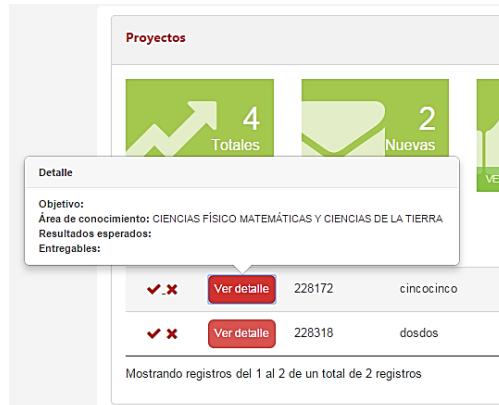 Proyectos
4
Totales
2
Nuevas
VE
Detalle
Objetivo:
Área de conocimiento: CIENCIAS FÍSICO MATEMÁTICAS Y CIENCIAS DE LA TIERRA
Resultados esperados:
Entregables:
Ver detalle 228172 cincocinco
Ver detalle 228318 dosdos
Mostrando registros del 1 al 2 de un total de 2 registros